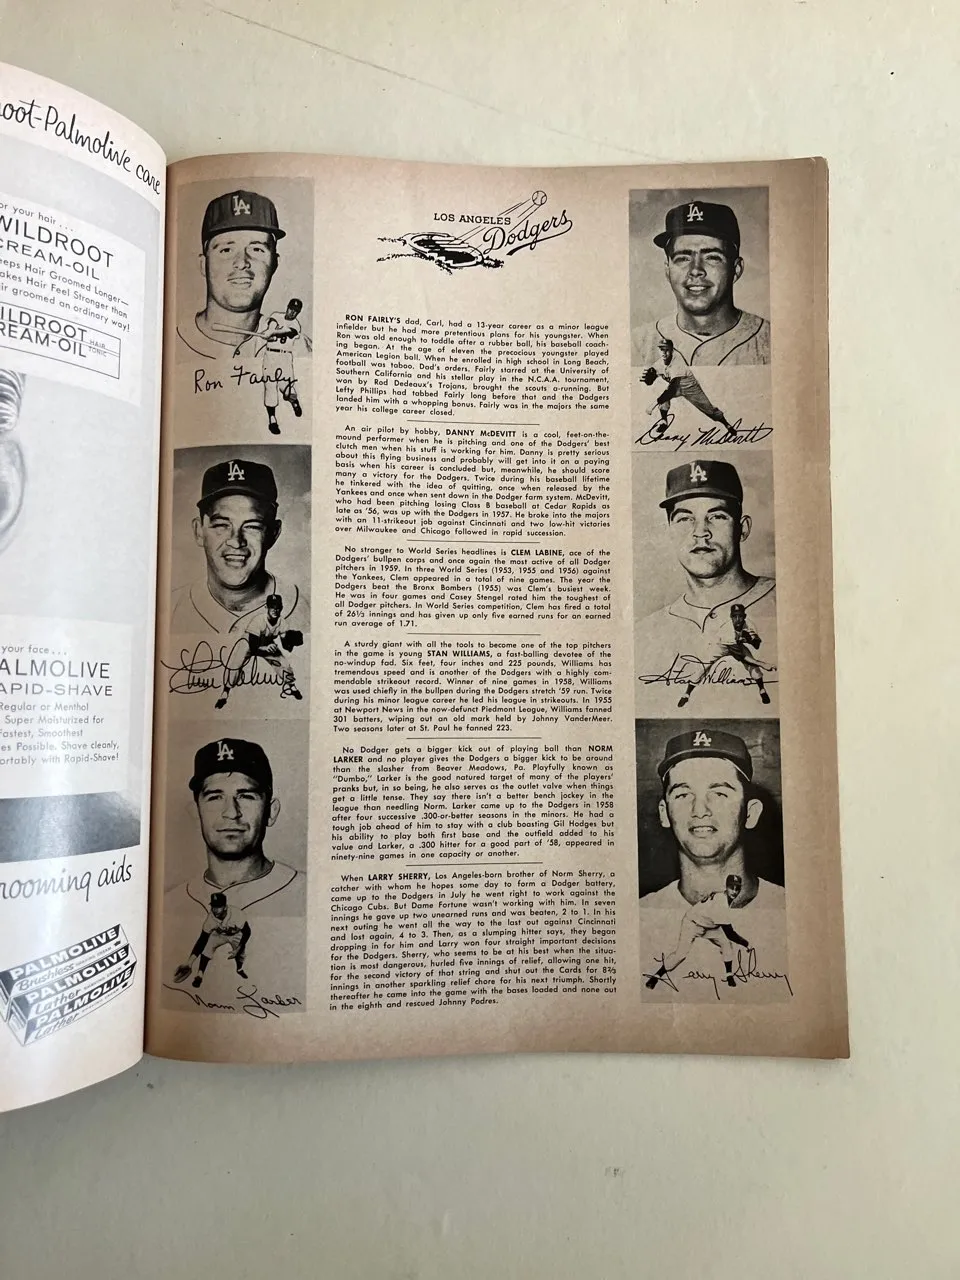 oot-Palmolive care
or your hair...
WILDROOT
CREAM-OIL
eeps Hair Groomed Longer—
akes Hair Feel Stronger than
ir groomed an ordinary way!
ILDROOT
REAM-OIL HAIR TONIC
your face...
ALMOLIVE
APID-SHAVE
Regular or Menthol
Super Moisturized for
Fastest, Smoothest
es Possible. Shave cleanly,
ortably with Rapid-Shave!
rooming aids
PALMOLIVE
Brushless
PALMOLIVE
Lather
PALMOLIVE
Lather
LA
Ron Fairly
LA
Clem Labine
LA
Norm Larker
LOS ANGELES
Dodgers
RON FAIRLY'S dad, Carl, had a 13-year career as a minor league
infielder but he had more pretentious plans for his youngster. When
Ron was old enough to toddle after a rubber ball, his baseball coach-
ing began. At the age of eleven the precocious youngster played
American Legion ball. When he enrolled in high school in Long Beach,
football was taboo. Dad's orders. Fairly starred at the University of
Southern California and his stellar play in the N.C.A.A. tournament,
won by Rod Dedeaux's Trojans, brought the scouts a-running. But
Lefty Phillips had tabbed Fairly long before that and the Dodgers
landed him with a whopping bonus. Fairly was in the majors the same
year his college career closed.
An air pilot by hobby, DANNY McDEVITT is a cool, feet-on-the-
mound performer when he is pitching and one of the Dodgers' best
clutch men when his stuff is working for him. Danny is pretty serious
about this flying business and probably will get into it on a paying
basis when his career is concluded but, meanwhile, he should score
many a victory for the Dodgers. Twice during his baseball lifetime
he tinkered with the idea of quitting, once when released by the
Yankees and once when sent down in the Dodger farm system. McDevitt,
who had been pitching losing Class B baseball at Cedar Rapids as
late as '56, was up with the Dodgers in 1957. He broke into the majors
with an 11-strikeout job against Cincinnati and two low-hit victories
over Milwaukee and Chicago followed in rapid succession.
No stranger to World Series headlines is CLEM LABINE, ace of the
Dodgers' bullpen corps and once again the most active of all Dodger
pitchers in 1959. In three World Series (1953, 1955 and 1956) against
the Yankees, Clem appeared in a total of nine games. The year the
Dodgers beat the Bronx Bombers (1955) was Clem's busiest week.
He was in four games and Casey Stengel rated him the toughest of
all Dodger pitchers. In World Series competition, Clem has fired a total
of 26⅓ innings and has given up only five earned runs for an earned
run average of 1.71.
A sturdy giant with all the tools to become one of the top pitchers
in the game is young STAN WILLIAMS, a fast-balling devotee of the
no-windup fad. Six feet, four inches and 225 pounds, Williams has
tremendous speed and is another of the Dodgers with a highly com-
mendable strikeout record. Winner of nine games in 1958, Williams
was used chiefly in the bullpen during the Dodgers stretch '59 run. Twice
during his minor league career he led his league in strikeouts. In 1955
at Newport News in the now-defunct Piedmont League, Williams fanned
301 batters, wiping out an old mark held by Johnny VanderMeer.
Two seasons later at St. Paul he fanned 223.
No Dodger gets a bigger kick out of playing ball than NORM
LARKER and no player gives the Dodgers a bigger kick to be around
than the slasher from Beaver Meadows, Pa. Playfully known as
"Dumbo," Larker is the good natured target of many of the players'
pranks but, in so being, he also serves as the outlet valve when things
get a little tense. They say there isn't a better bench jockey in the
league than needling Norm. Larker came up to the Dodgers in 1958
after four successive .300-or-better seasons in the minors. He had a
tough job ahead of him to stay with a club boasting Gil Hodges but
his ability to play both first base and the outfield added to his
value and Larker, a .300 hitter for a good part of '58, appeared in
ninety-nine games in one capacity or another.
When LARRY SHERRY, Los Angeles-born brother of Norm Sherry, a
catcher with whom he hopes some day to form a Dodger battery,
came up to the Dodgers in July he went right to work against the
Chicago Cubs. But Dame Fortune wasn't working with him. In seven
innings he gave up two unearned runs and was beaten, 2 to 1. In his
next outing he went all the way to the last out against Cincinnati
and lost again, 4 to 3. Then, as a slumping hitter says, they began
dropping in for him and Larry won four straight important decisions
for the Dodgers. Sherry, who seems to be at his best when the situa-
tion is most dangerous, hurled five innings of relief, allowing one hit,
for the second victory of that string and shut out the Cards for 8⅔
innings in another sparkling relief chore for his next triumph. Shortly
thereafter he came into the game with the bases loaded and none out
in the eighth and rescued Johnny Podres.
LA
Danny McDevitt
LA
Stan Williams
LA
Larry Sherry